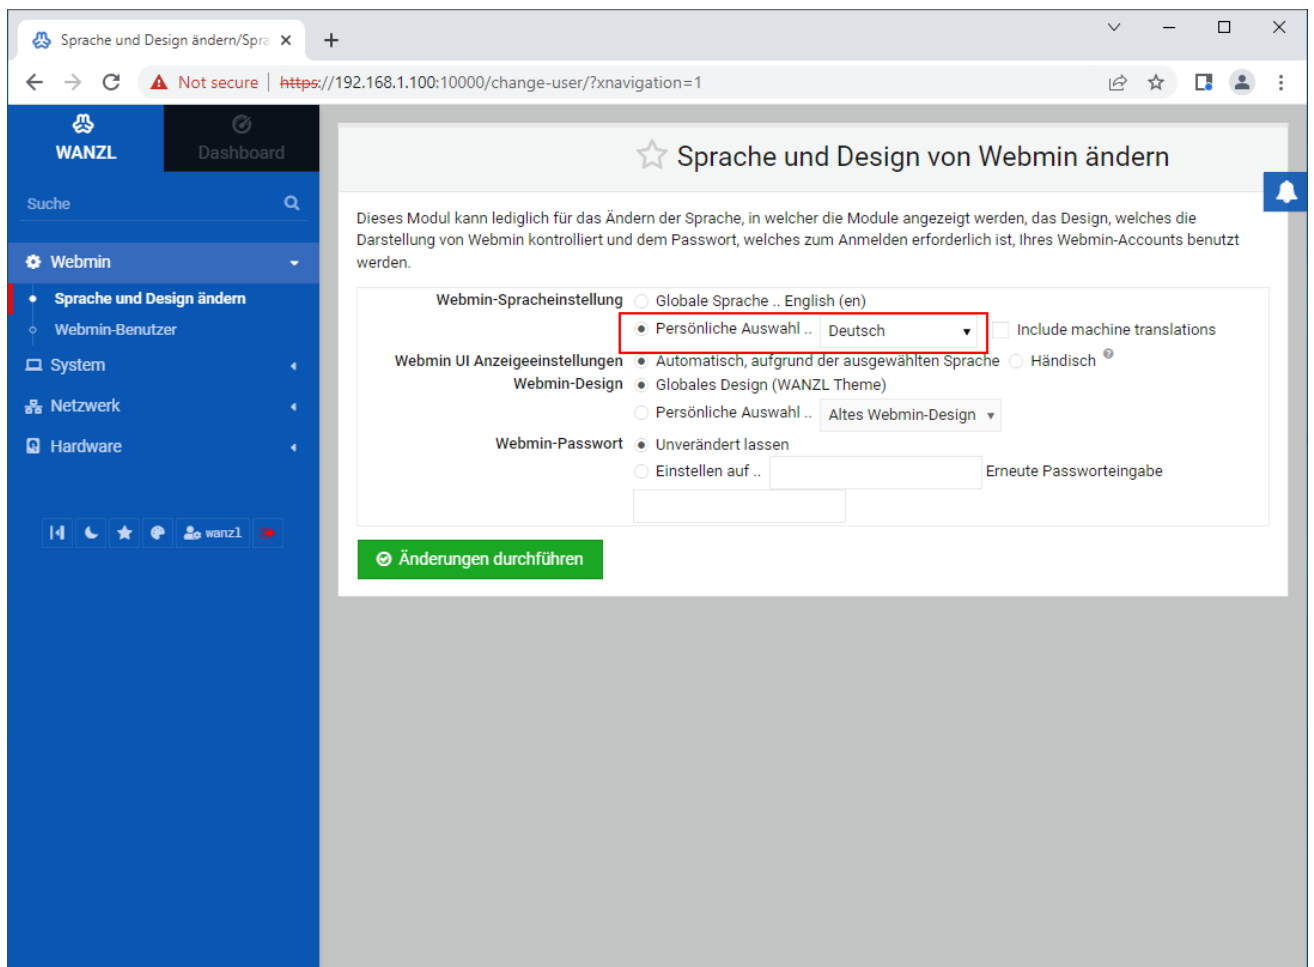 Sprache und Design ändern/Spra
Not secure | https://192.168.1.100:10000/change-user/?xnavigation=1
WANZL
Dashboard
Suche
Webmin
Sprache und Design ändern
Webmin-Benutzer
System
Netzwerk
Hardware
wanzl
Sprache und Design von Webmin ändern
Dieses Modul kann lediglich für das Ändern der Sprache, in welcher die Module angezeigt werden, das Design, welches die
Darstellung von Webmin kontrolliert und dem Passwort, welches zum Anmelden erforderlich ist, Ihres Webmin-Accounts benutzt
werden.
Webmin-Spracheinstellung Globale Sprache .. English (en)
Persönliche Auswahl .. Deutsch Include machine translations
Webmin UI Anzeigeeinstellungen Automatisch, aufgrund der ausgewählten Sprache Händisch
Webmin-Design Globales Design (WANZL Theme)
Persönliche Auswahl .. Altes Webmin-Design
Webmin-Passwort Unverändert lassen
Einstellen auf .. Erneute Passworteingabe
Änderungen durchführen